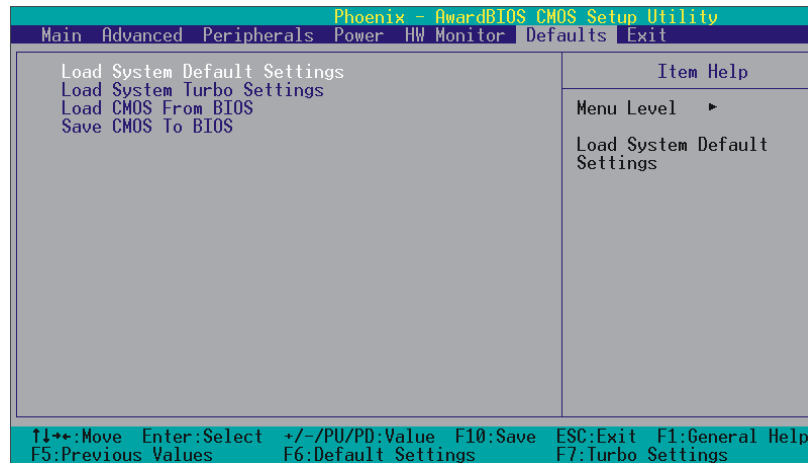 Phoenix - AwardBIOS CMOS Setup Utility
Main Advanced Peripherals Power HW Monitor Defaults Exit
Load System Default Settings
Load System Turbo Settings
Load CMOS From BIOS
Save CMOS To BIOS
Item Help
Menu Level ►
Load System Default
Settings
↑↓→←:Move Enter:Select +/-/PU/PD:Value F10:Save ESC:Exit F1:General Help
F5:Previous Values F6:Default Settings F7:Turbo Settings